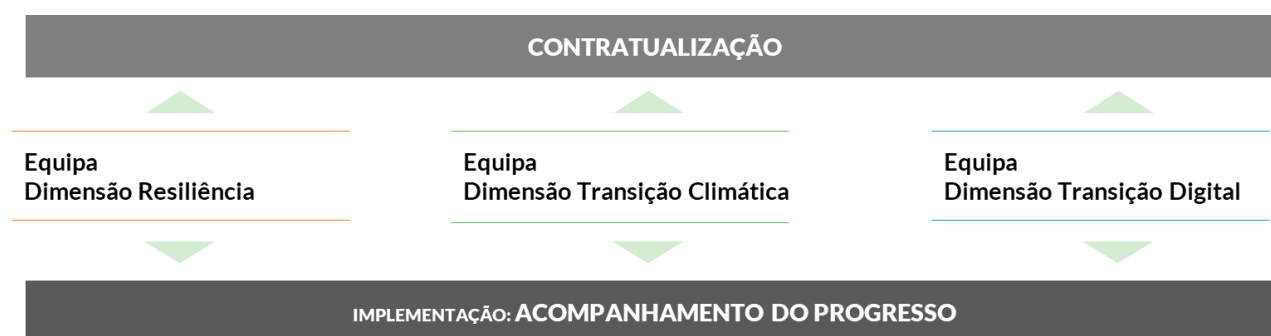 CONTRATUALIZAÇÃO
Equipa
Dimensão Resiliência
Equipa
Dimensão Transição Climática
Equipa
Dimensão Transição Digital
IMPLEMENTAÇÃO: ACOMPANHAMENTO DO PROGRESSO